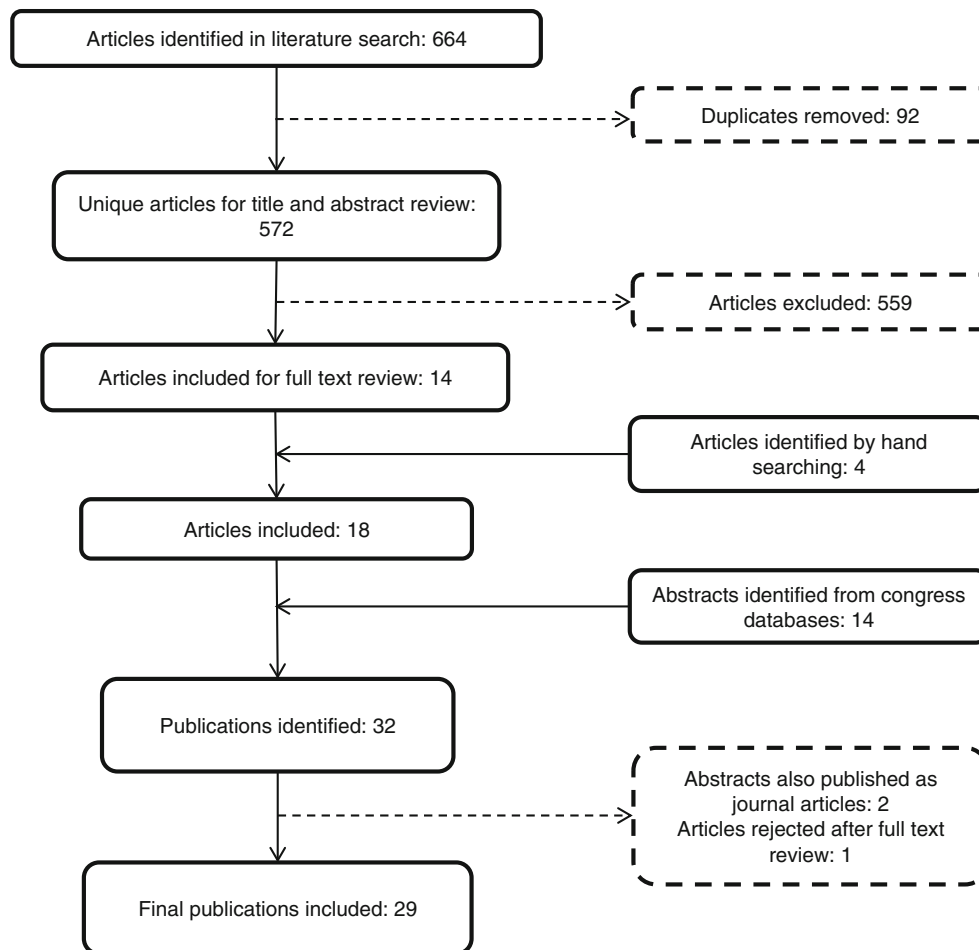 Articles identified in literature search: 664
Duplicates removed: 92
Unique articles for title and abstract review:
572
Articles excluded: 559
Articles included for full text review: 14
Articles identified by hand
searching: 4
Articles included: 18
Abstracts identified from congress
databases: 14
Publications identified: 32
Abstracts also published as
journal articles: 2
Articles rejected after full text
review: 1
Final publications included: 29